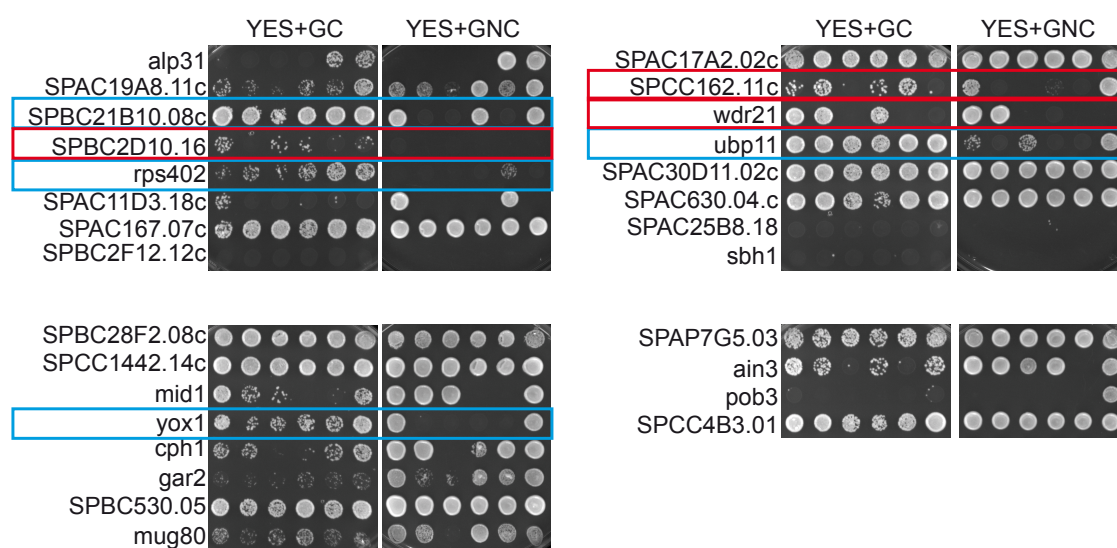 YES+GC YES+GNC
alp31
SPAC19A8.11c
SPBC21B10.08c
SPBC2D10.16
rps402
SPAC11D3.18c
SPAC167.07c
SPBC2F12.12c
YES+GC YES+GNC
SPAC17A2.02c
SPCC162.11c
wdr21
ubp11
SPAC30D11.02c
SPAC630.04.c
SPAC25B8.18
sbh1
SPBC28F2.08c
SPCC1442.14c
mid1
yox1
cph1
gar2
SPBC530.05
mug80
SPAP7G5.03
ain3
pob3
SPCC4B3.01